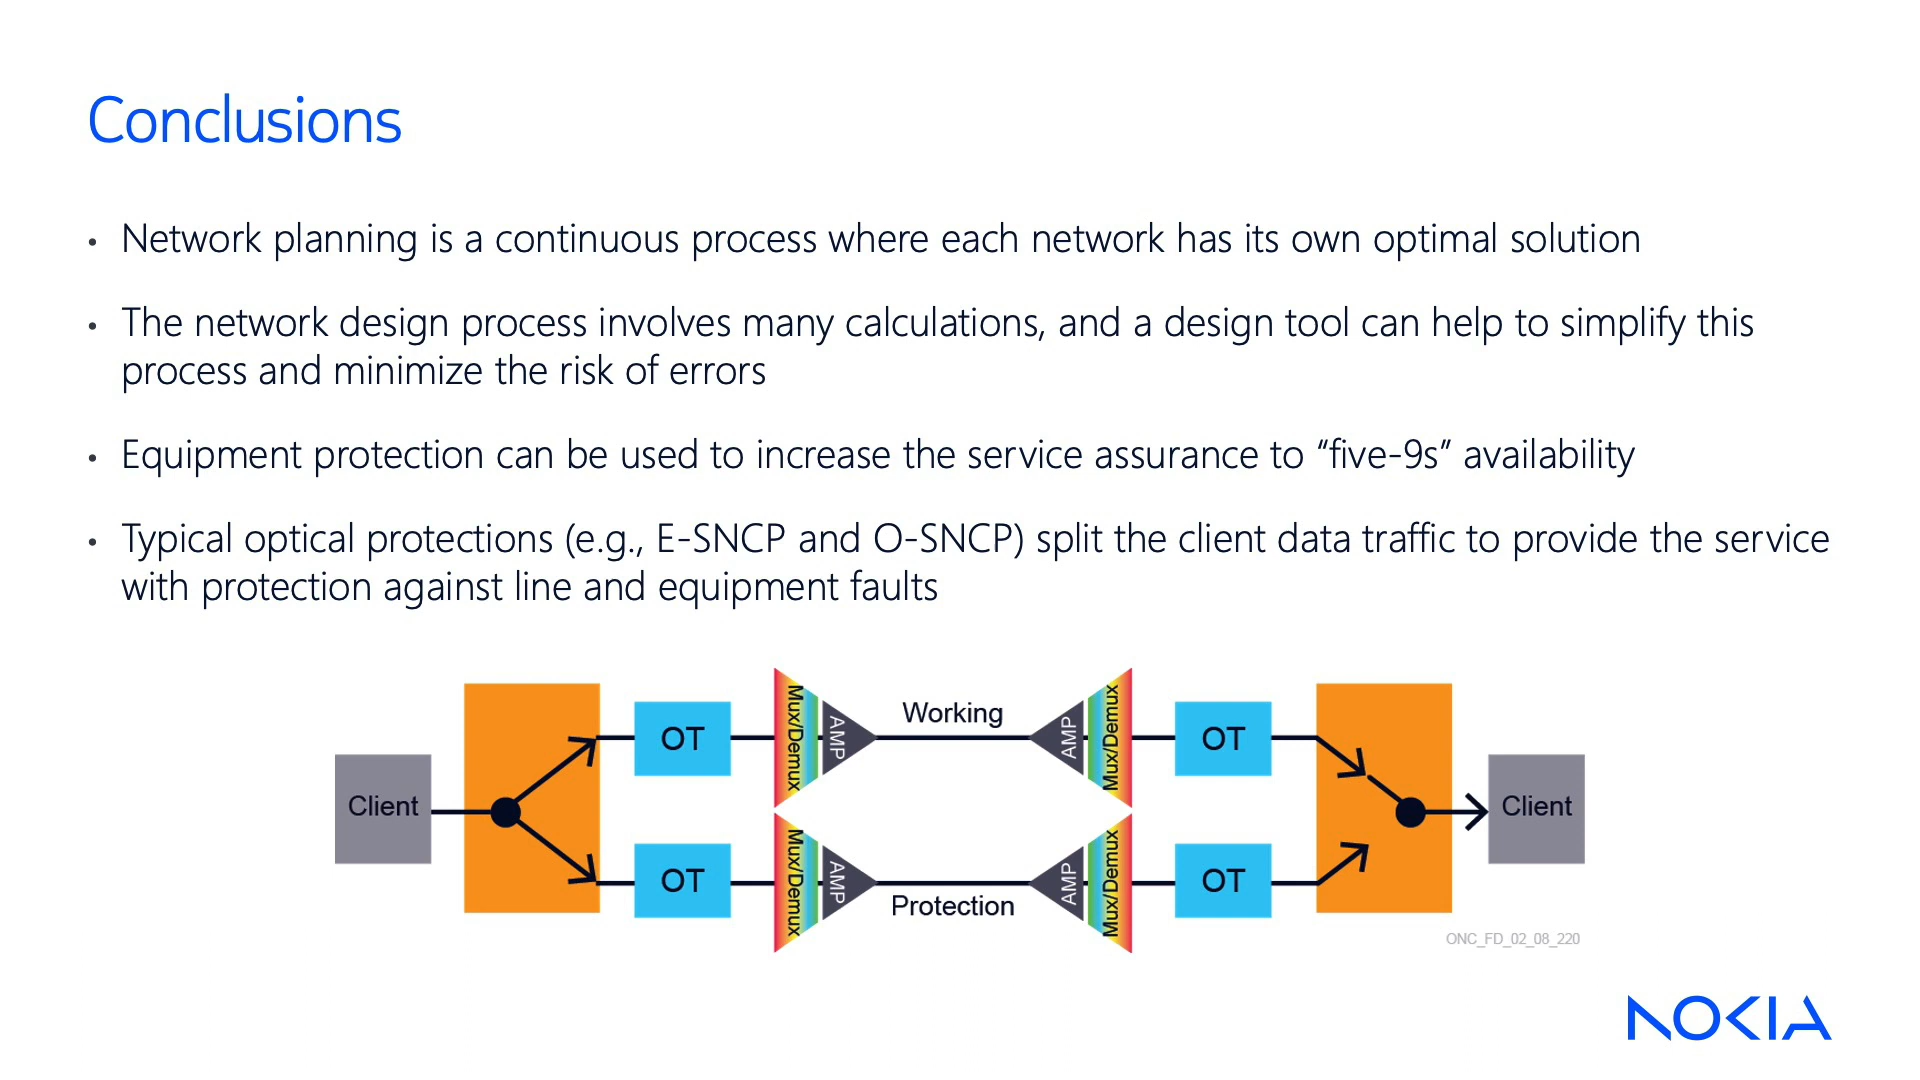 Conclusions
• Network planning is a continuous process where each network has its own optimal solution
• The network design process involves many calculations, and a design tool can help to simplify this
process and minimize the risk of errors
• Equipment protection can be used to increase the service assurance to “five-9s” availability
• Typical optical protections (e.g., E-SNCP and O-SNCP) split the client data traffic to provide the service
with protection against line and equipment faults
Client
OT
Mux/Demux
AMP
Working
AMP
Mux/Demux
OT
OT
Mux/Demux
AMP
Protection
AMP
Mux/Demux
OT
Client
ONC_FD_02_08_220
NOKIA